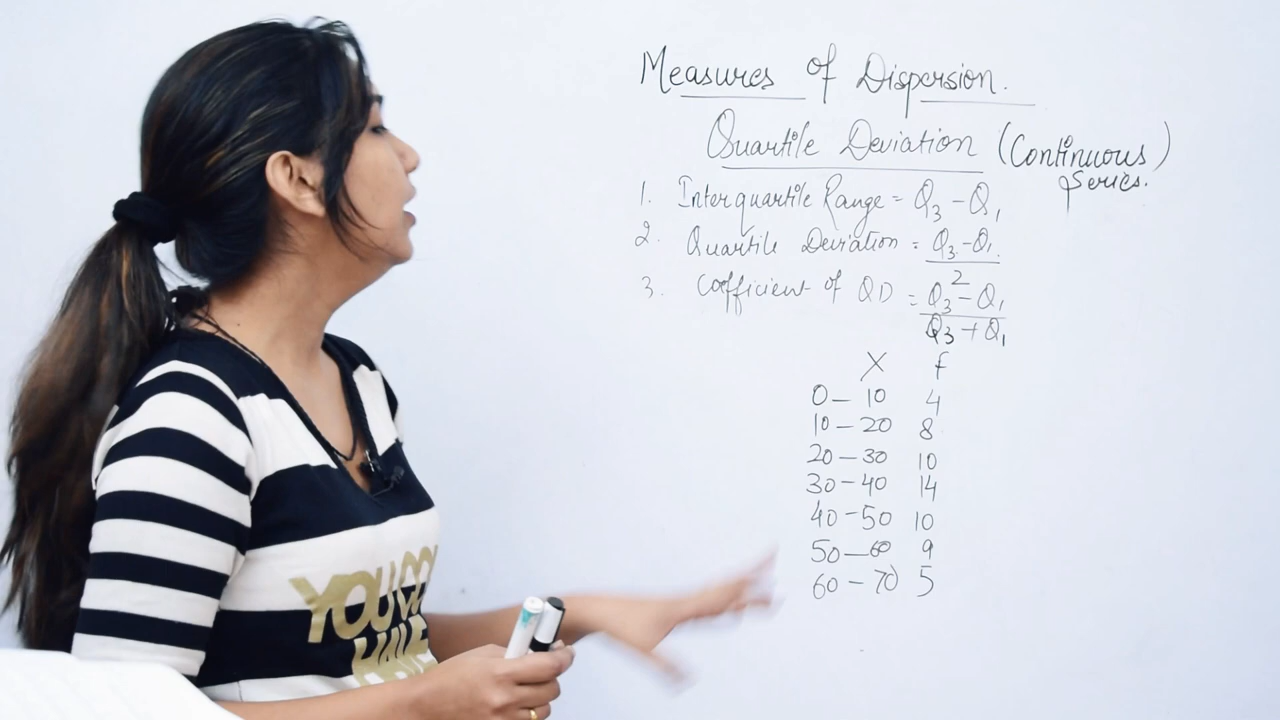 Measures of Dispersion.
Quartile Deviation (Continuous Series.)
1. Interquartile Range = Q3 - Q1
2. Quartile Deviation = Q3-Q1
2
3. Coefficient of QD = Q3 - Q1
Q3 + Q1
X f
0 - 10 4
10 - 20 8
20 - 30 10
30 - 40 14
40 - 50 10
50 - 60 9
60 - 70 5
YOU
HAVE